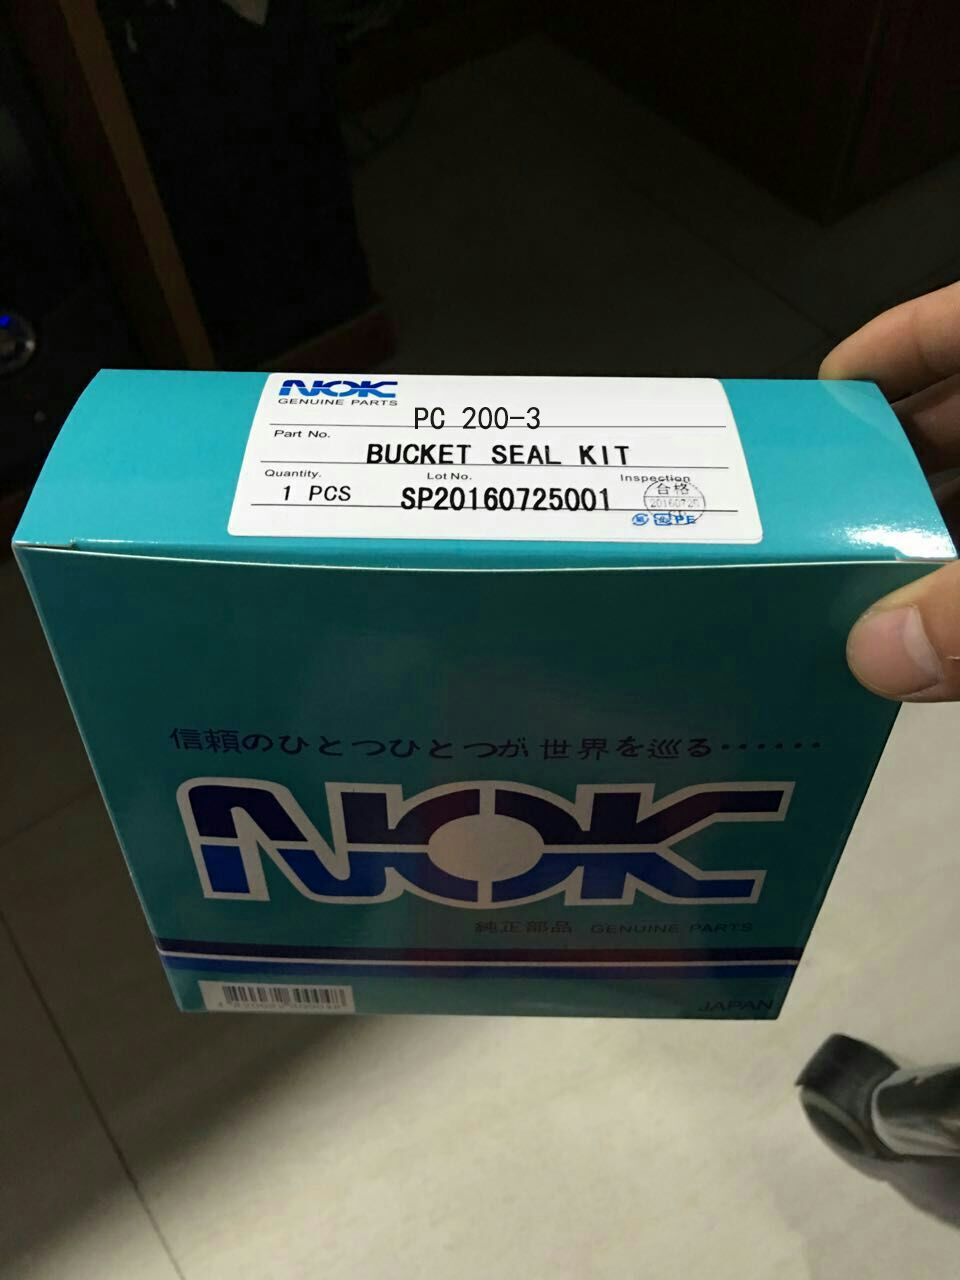 NOK
GENUINE PARTS
PC 200-3
Part No.
BUCKET SEAL KIT
Quantity. Lot No. Inspection
1 PCS SP20160725001
合格
20160725
PE
信頼のひとつひとつが世界を巡る・・・・・・
NOK
純正部品 GENUINE PARTS
JAPAN